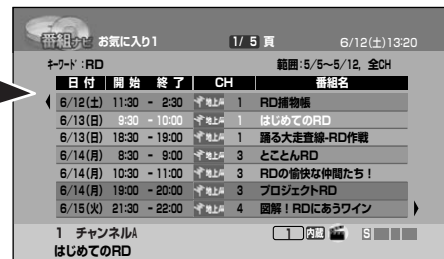 番組ナビ お気に入り1 1/ 5 頁 6/12(土)13:20
ｷｰﾜｰﾄﾞ:RD 範囲:5/5~5/12, 全CH
日 付 開 始 終 了 CH 番組名
6/12(土) 11:30 - 2:30 地上A 1 RD捕物帳
6/13(日) 9:30 - 10:00 地上A 1 はじめてのRD
6/13(日) 18:30 - 19:00 地上A 1 踊る大走査線-RD作戦
6/14(月) 8:30 - 9:00 地上A 3 とことんRD
6/14(月) 10:30 - 11:00 地上A 3 RDの愉快な仲間たち！
6/14(月) 19:00 - 20:00 地上A 3 プロジェクトRD
6/15(火) 21:30 - 22:00 地上A 4 図解！RDにあうワイン
1 チャンネルA 1 内蔵 S
はじめてのRD